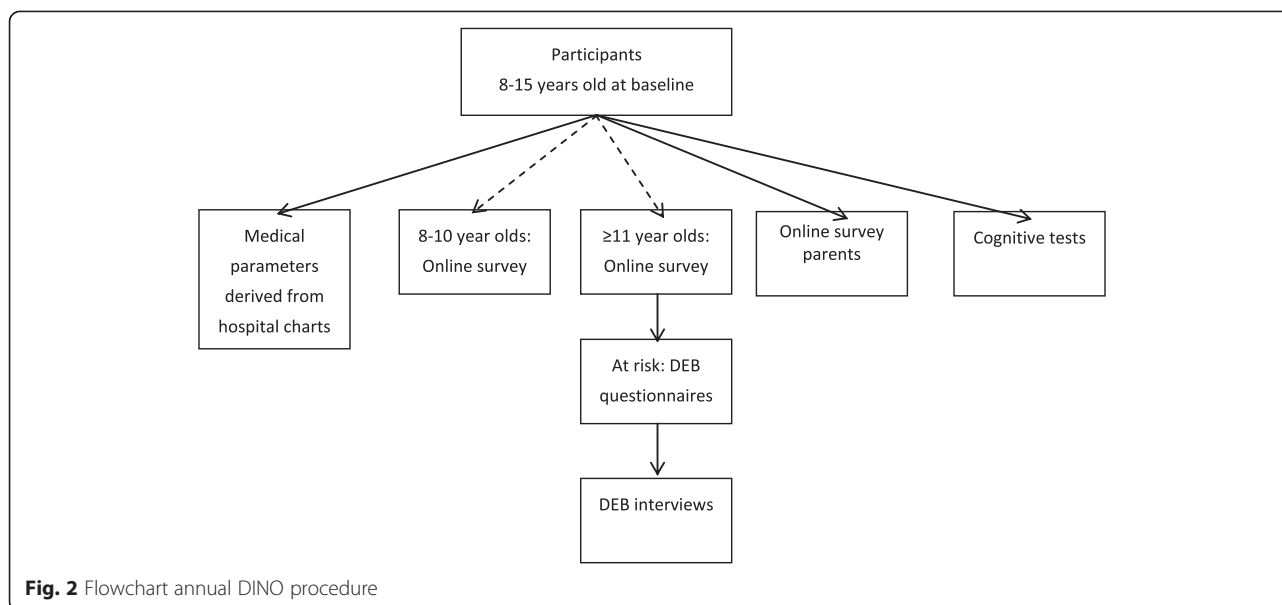 Participants
8-15 years old at baseline
Medical
parameters
derived from
hospital charts
8-10 year olds:
Online survey
≥11 year olds:
Online survey
Online survey
parents
Cognitive tests
At risk: DEB
questionnaires
DEB interviews
Fig. 2 Flowchart annual DINO procedure